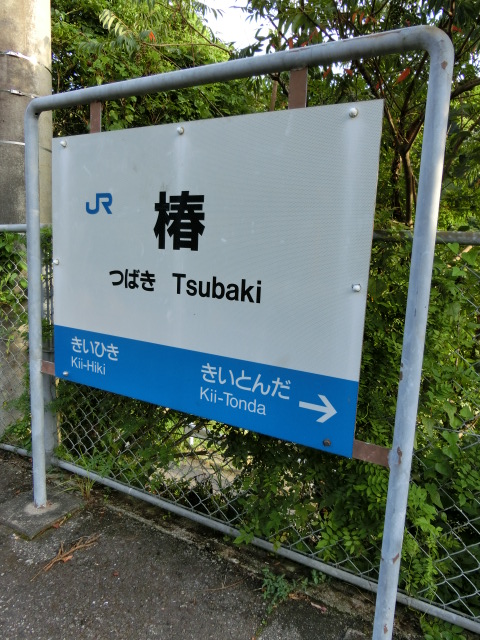 JR
椿
つばき Tsubaki
きいひき
Kii-Hiki
きいとんだ →
Kii-Tonda